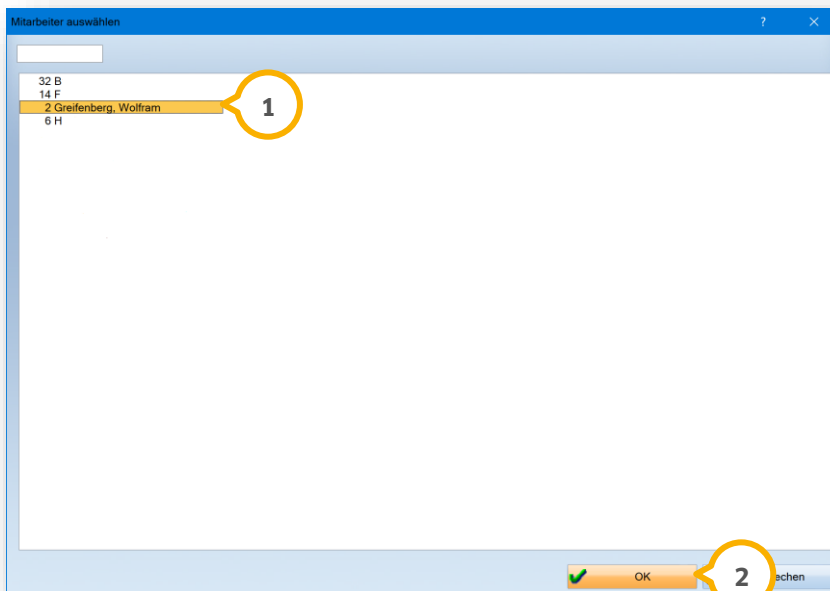 Mitarbeiter auswählen
32 B
14 F
2 Greifenberg, Wolfram
6 H
1
OK
2
echen